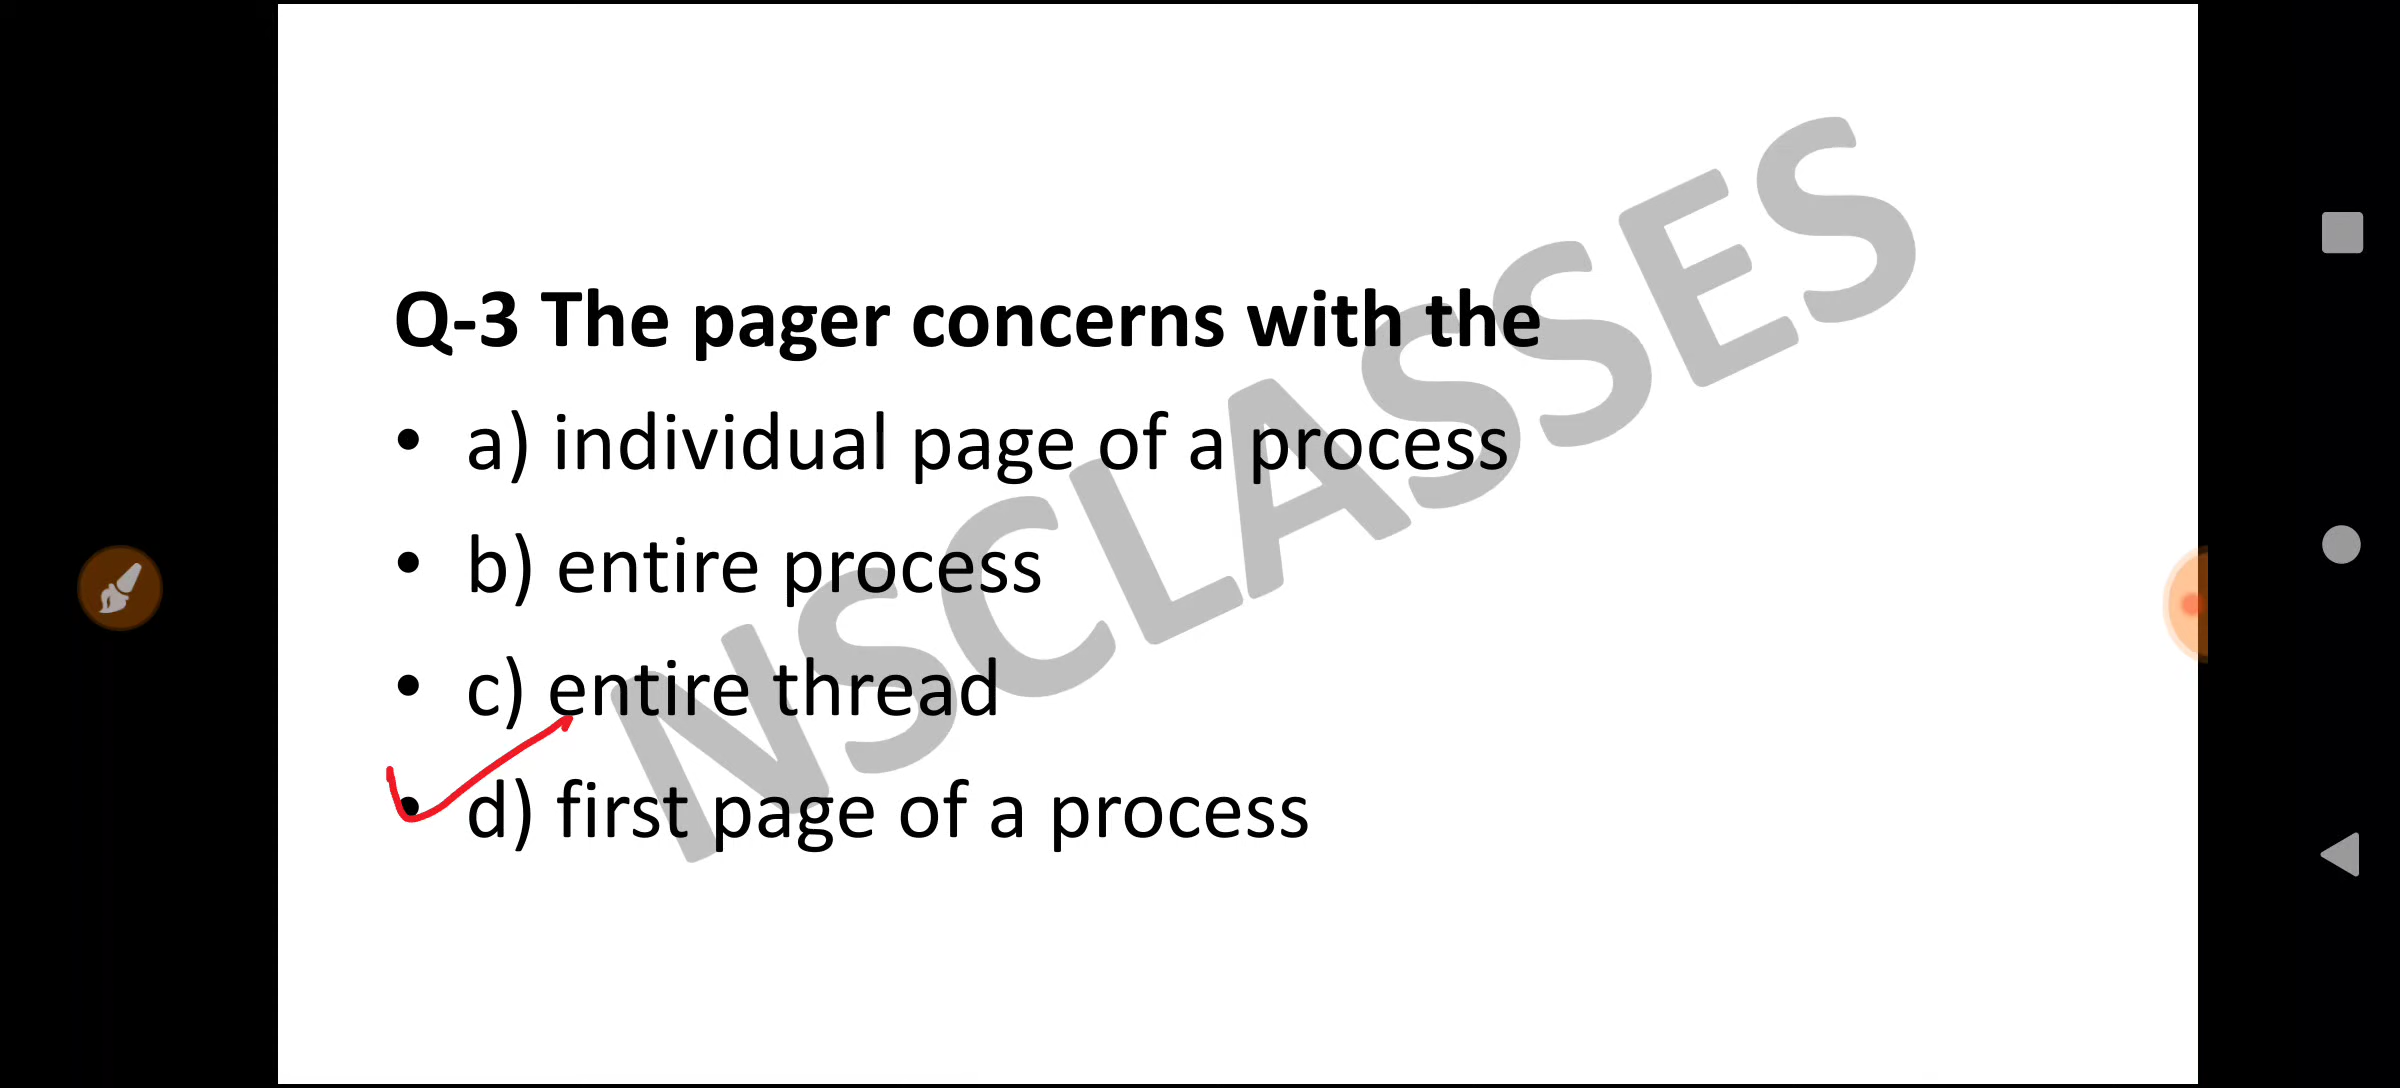 Q-3 The pager concerns with the
• a) individual page of a process
• b) entire process
• c) entire thread
• d) first page of a process
NSCLASSES